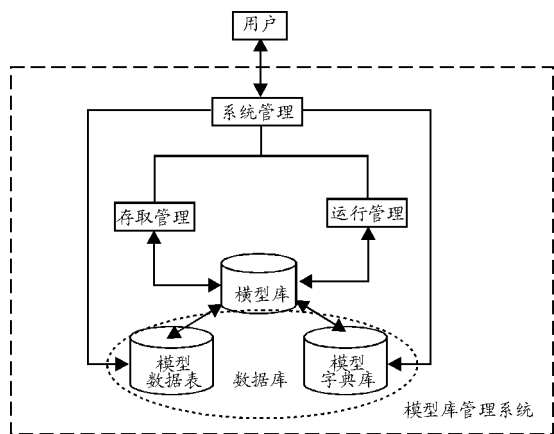 用户
系统管理
存取管理
运行管理
模型库
模型
数据表
数据库
模型
字典库
模型库管理系统